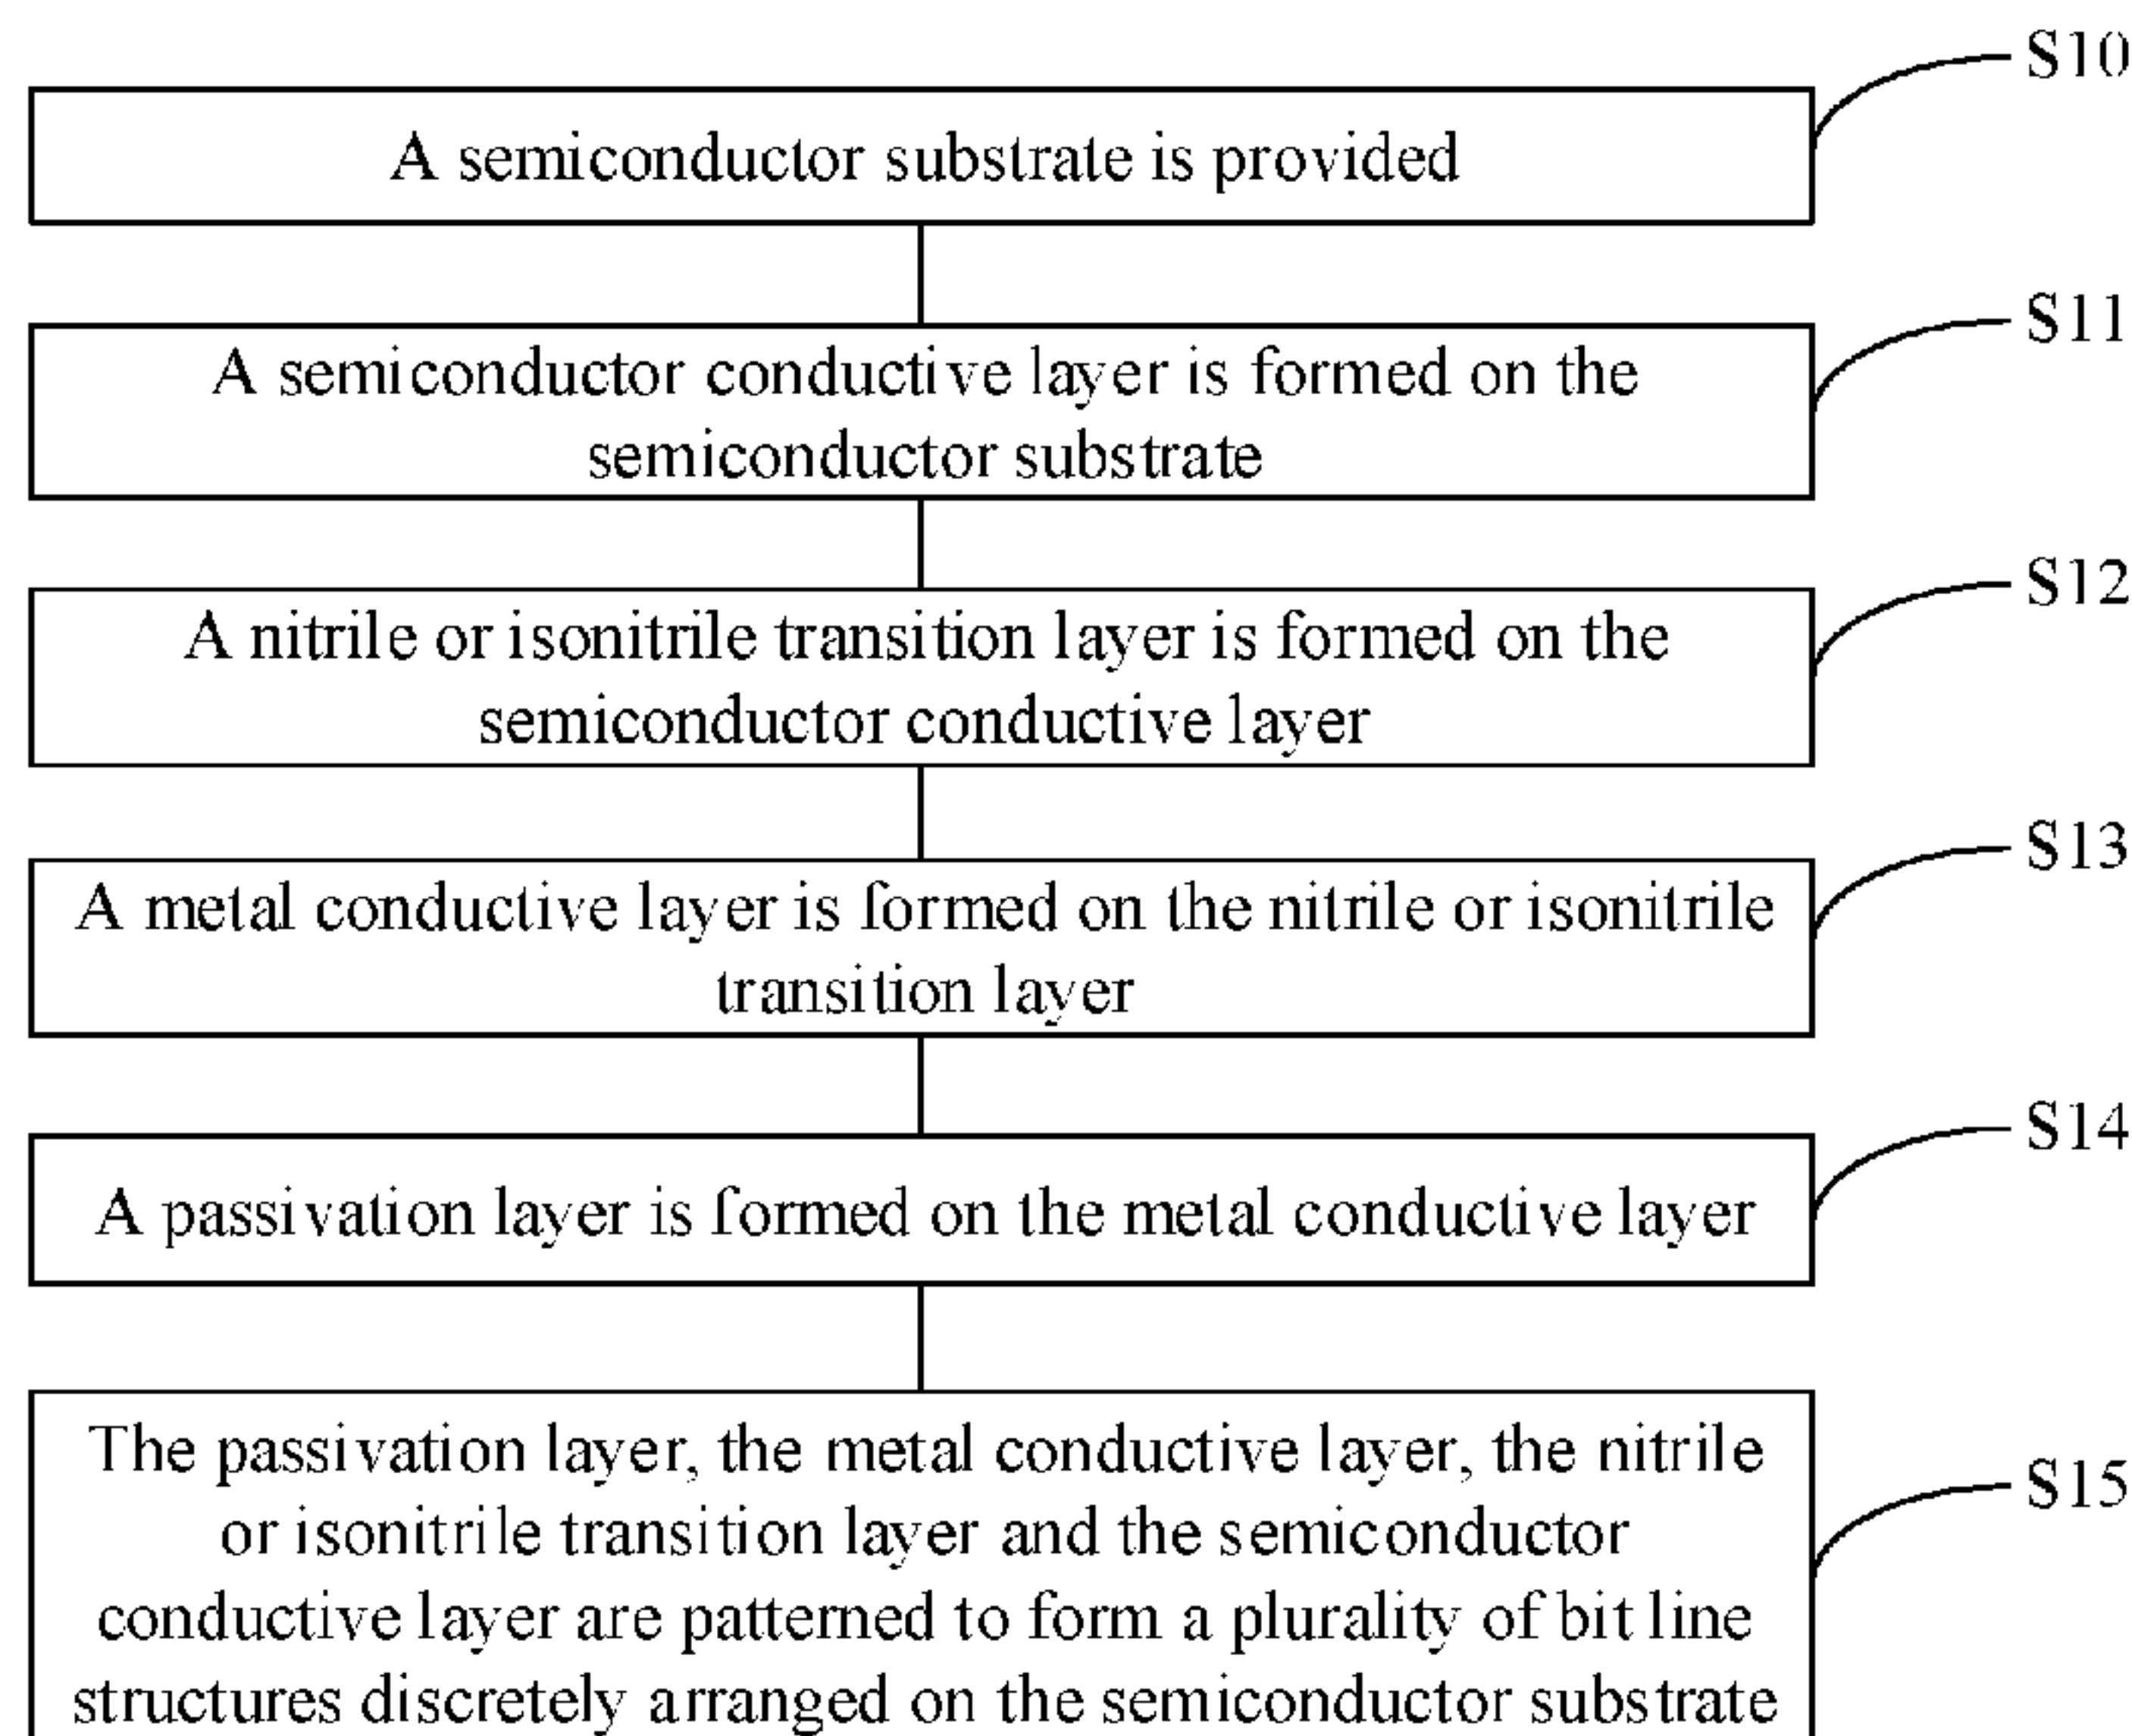 S10
A semiconductor substrate is provided
S11
A semiconductor conductive layer is formed on the
semiconductor substrate
S12
A nitrile or isonitrile transition layer is formed on the
semiconductor conductive layer
S13
A metal conductive layer is formed on the nitrile or isonitrile
transition layer
S14
A passivation layer is formed on the metal conductive layer
S15
The passivation layer, the metal conductive layer, the nitrile
or isonitrile transition layer and the semiconductor
conductive layer are patterned to form a plurality of bit line
structures discretely arranged on the semiconductor substrate